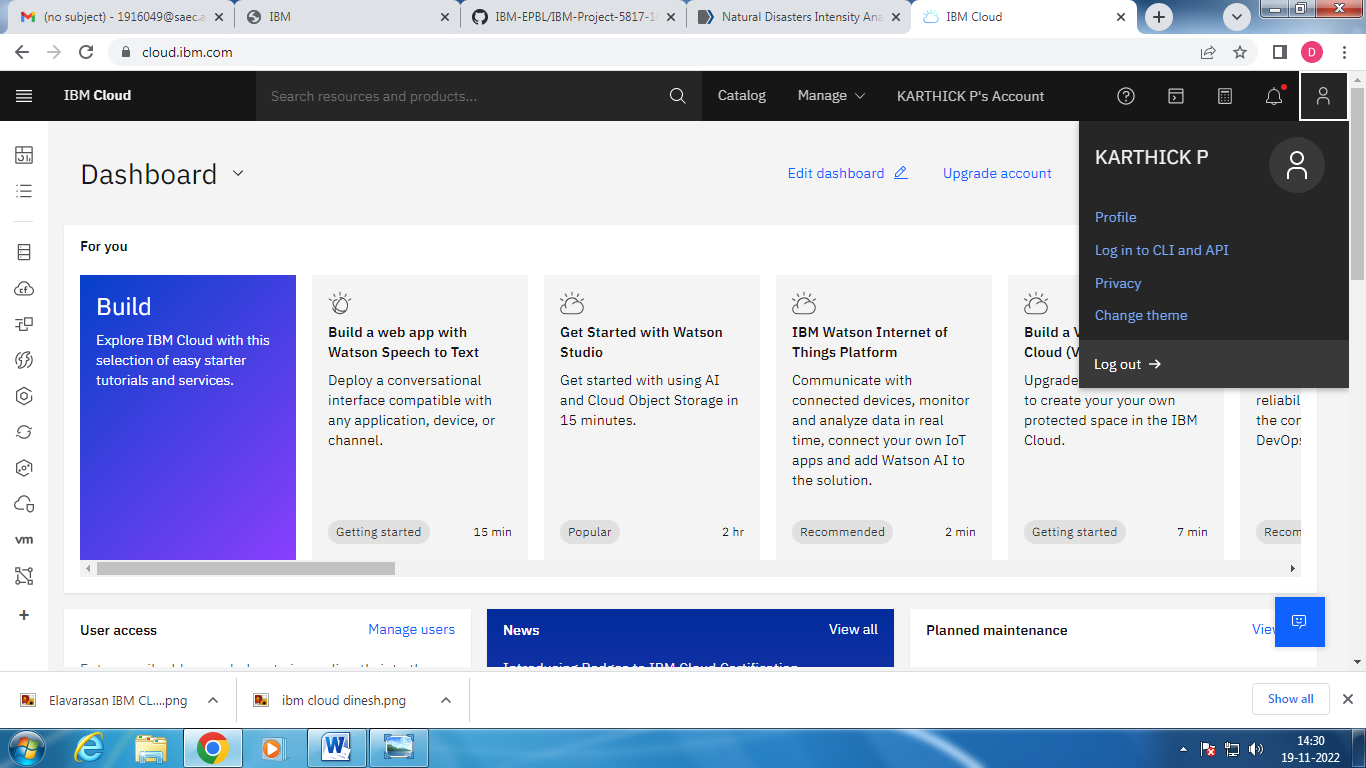 (no subject) - 1916049@saec.a
IBM
IBM-EPBL/IBM-Project-5817-1
Natural Disasters Intensity Ana
IBM Cloud
cloud.ibm.com
D
IBM Cloud
Search resources and products...
Catalog
Manage
KARTHICK P's Account
Dashboard
Edit dashboard
Upgrade account
KARTHICK P
Profile
Log in to CLI and API
Privacy
Change theme
Log out
For you
Build
Explore IBM Cloud with this
selection of easy starter
tutorials and services.
Build a web app with
Watson Speech to Text
Deploy a conversational
interface compatible with
any application, device, or
channel.
Getting started
15 min
Get Started with Watson
Studio
Get started with using AI
and Cloud Object Storage in
15 minutes.
Popular
2 hr
IBM Watson Internet of
Things Platform
Communicate with
connected devices, monitor
and analyze data in real
time, connect your own IoT
apps and add Watson AI to
the solution.
Recommended
2 min
Build a V
Cloud (V
Upgrade
to create your your own
protected space in the IBM
Cloud.
Getting started
7 min
reliabil
the cor
DevOps
Recom
cf
vm
User access
Manage users
News
View all
Introducing Badges to IBM Cloud Certification
Planned maintenance
View
Elavarasan IBM CL....png
ibm cloud dinesh.png
Show all
14:30
19-11-2022